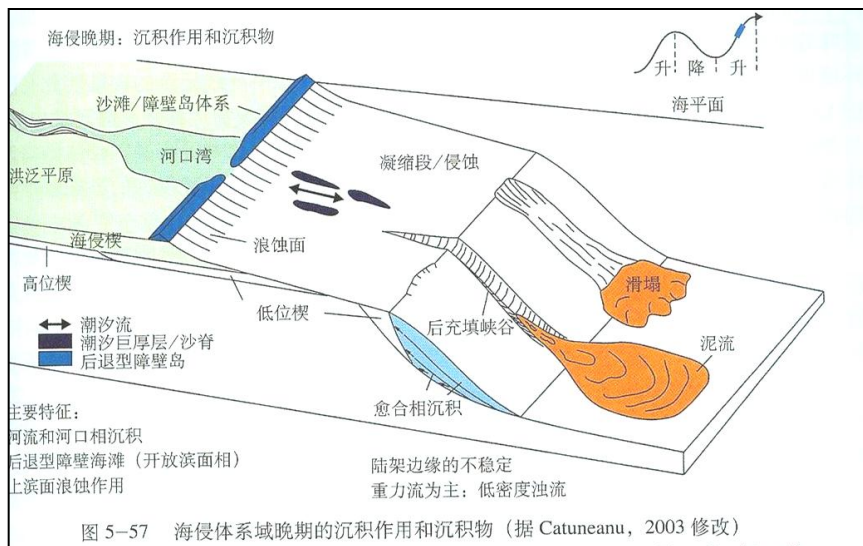 海侵晚期：沉积作用和沉积物
升 降 升
海平面
沙滩/障壁岛体系
河口湾
洪泛平原
凝缩段/侵蚀
海侵楔
浪蚀面
高位楔
低位楔
后充填峡谷
滑塌
泥流
愈合相沉积
潮汐流
潮汐巨厚层/沙脊
后退型障壁岛
主要特征：
河流和河口相沉积
后退型障壁海滩（开放滨面相）
上滨面浪蚀作用
陆架边缘的不稳定
重力流为主：低密度浊流
图 5-57 海侵体系域晚期的沉积作用和沉积物（据 Catuneanu，2003 修改）